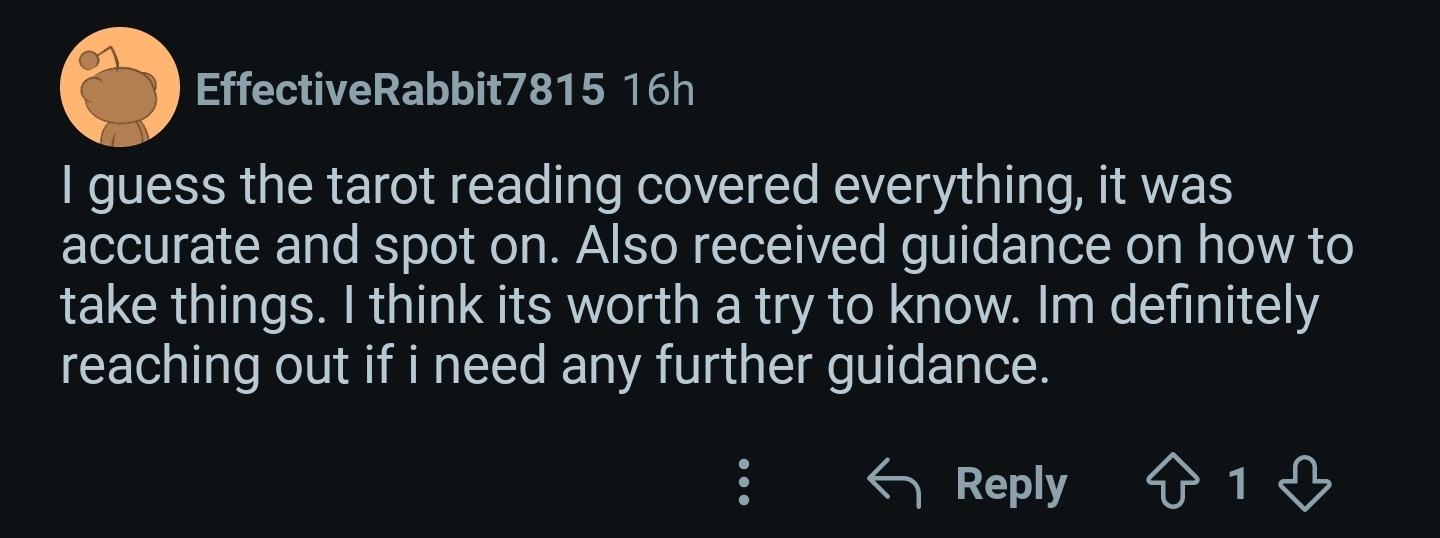 EffectiveRabbit7815 16h
I guess the tarot reading covered everything, it was
accurate and spot on. Also received guidance on how to
take things. I think its worth a try to know. Im definitely
reaching out if i need any further guidance.
Reply 1